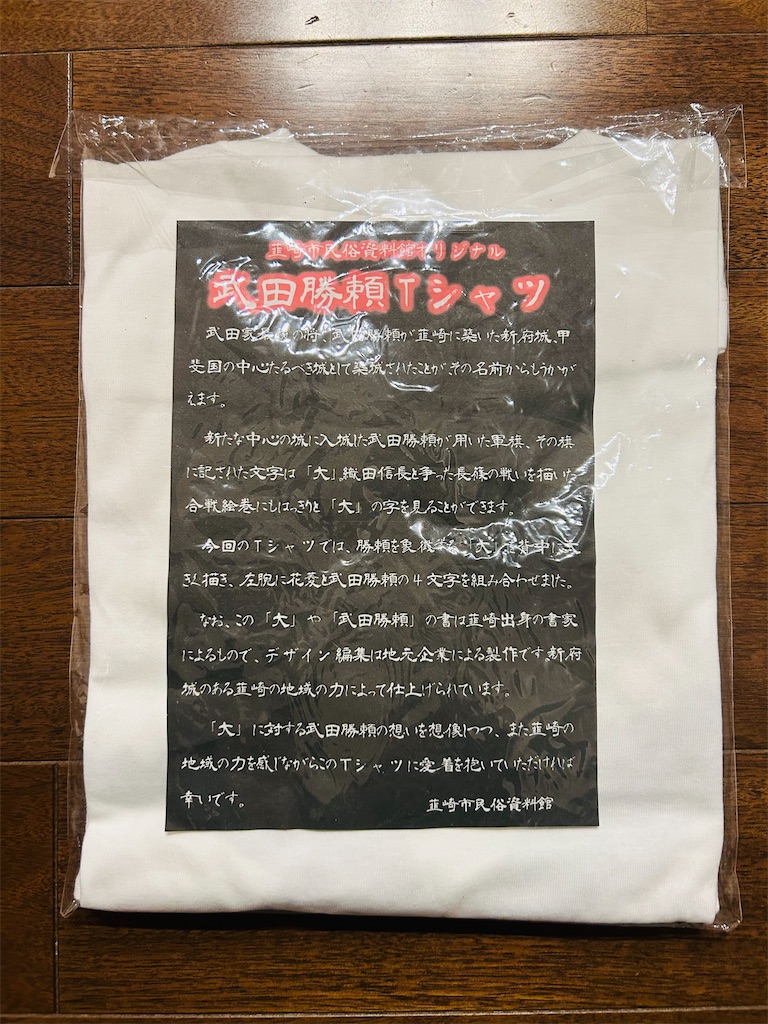 韮崎市民俗資料館オリジナル
武田勝頼Tシャツ
武田家 の将、武田勝頼が韮崎に築いた新府城、甲
斐国の中心たるべき城として築城されたことが、その名前からもうかが
えます。
新たな中心の城に入城した武田勝頼が用いた軍旗、その旗
に記された文字は「大」。織田信長と争った長篠の戦いを描いた
合戦絵巻にもはっきりと「大」の字を見ることができます。
今回のTシャツでは、勝頼を象徴する「大」を背中に大
きく描き、左腕に花菱と武田勝頼の4文字を組み合わせました。
なお、この「大」や「武田勝頼」の書は韮崎出身の書家
によるもので、デザイン編集は地元企業による製作です。新府
城のある韮崎の地域の力によって仕上げられています。
「大」に対する武田勝頼の想いを想像しつつ、また韮崎の
地域の力を感じながらこのTシャツに愛着を抱いていただければ
幸いです。
韮崎市民俗資料館